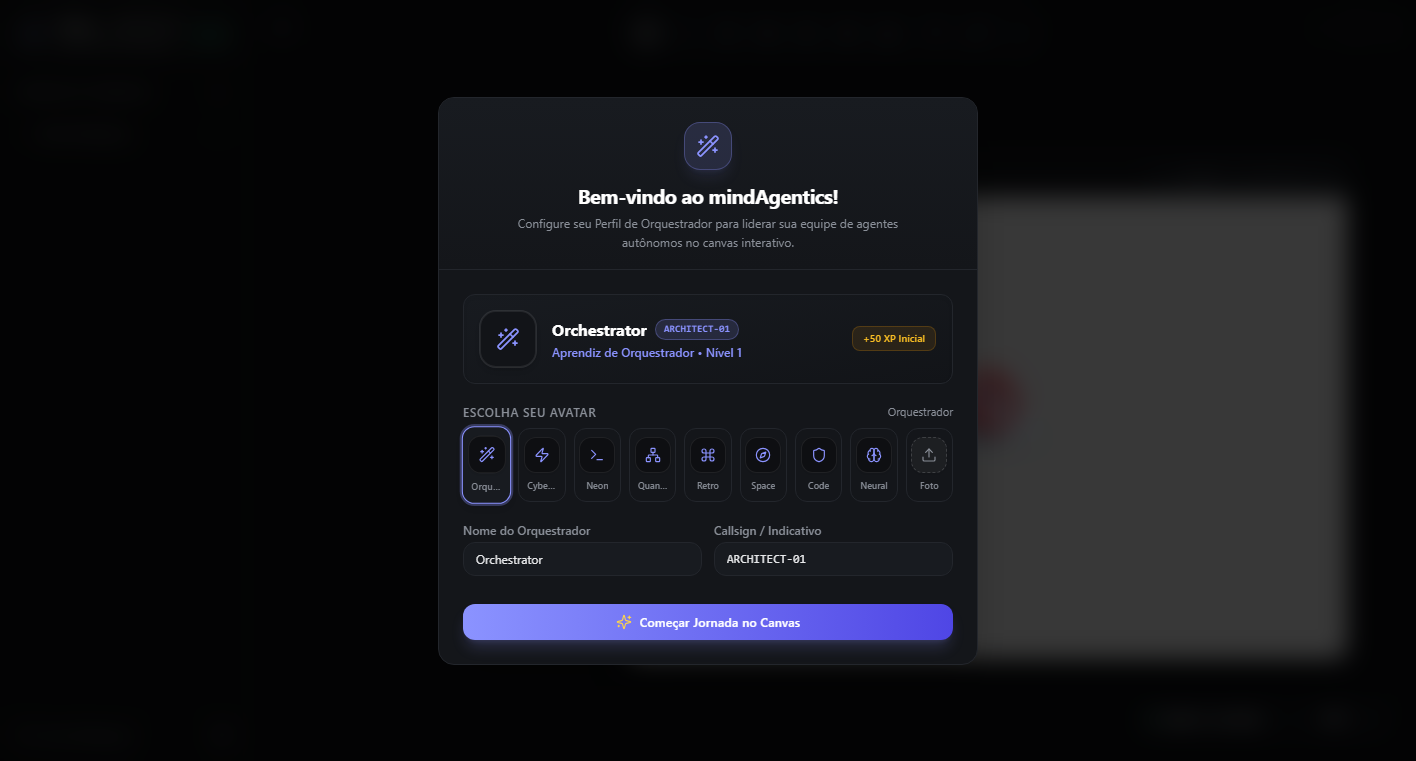 Bem-vindo ao mindAgentics!
Configure seu Perfil de Orquestrador para liderar sua equipe de agentes
autônomos no canvas interativo.
Orchestrator ARCHITECT-01
Aprendiz de Orquestrador • Nível 1
+50 XP Inicial
ESCOLHA SEU AVATAR Orquestrador
Orqu... Cybe... Neon Quan... Retro Space Code Neural Foto
Nome do Orquestrador Callsign / Indicativo
Orchestrator ARCHITECT-01
Começar Jornada no Canvas